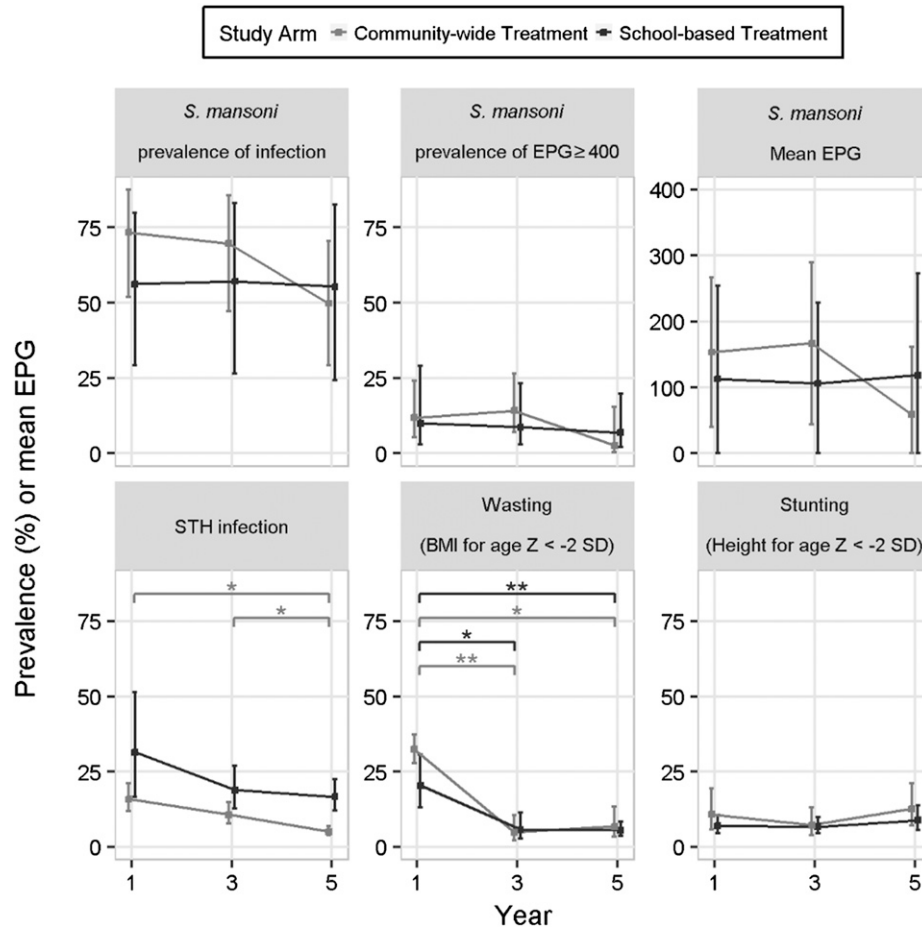 Study Arm Community-wide Treatment School-based Treatment
S. mansoni
prevalence of infection
S. mansoni
prevalence of EPG ≥ 400
S. mansoni
Mean EPG
75
50
25
0
75
50
25
0
400
300
200
100
0
STH infection
Wasting
(BMI for age Z < -2 SD)
Stunting
(Height for age Z < -2 SD)
75
50
25
0
* *
75
50
25
0
**
*
*
**
75
50
25
0
1 3 5
1 3 5
1 3 5
Year
Prevalence (%) or mean EPG